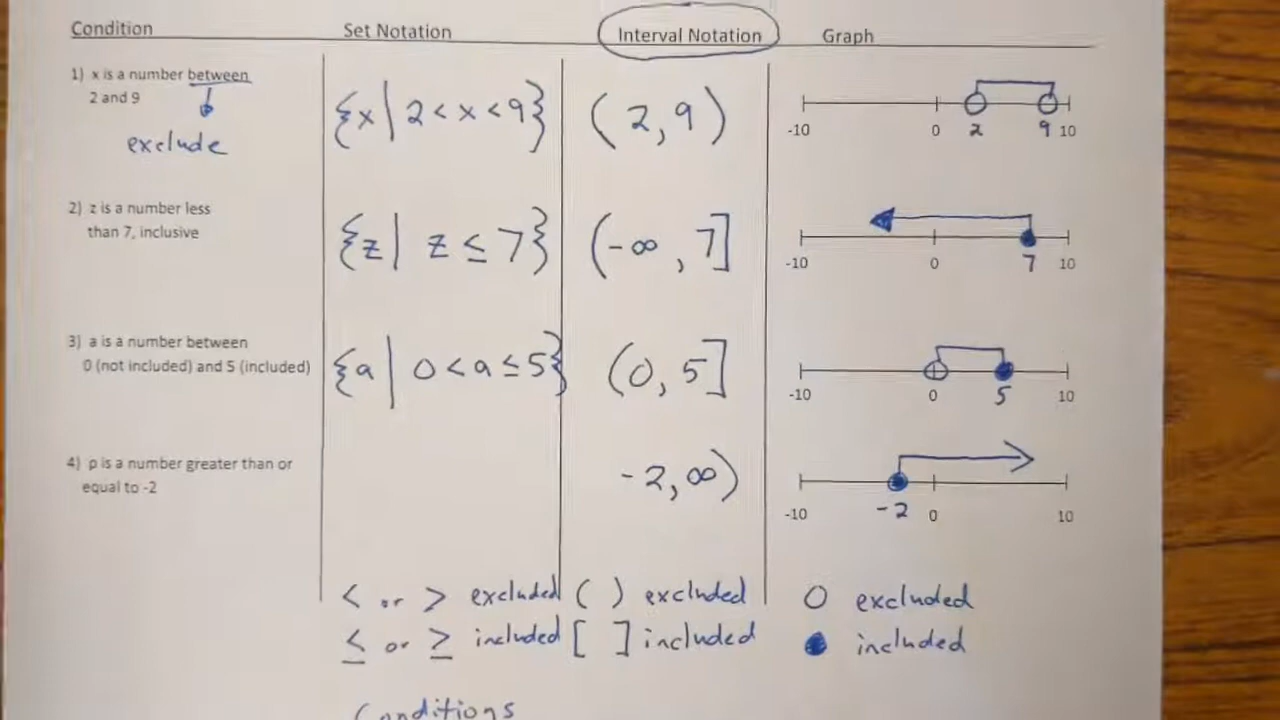 Condition Set Notation Interval Notation Graph
1) x is a number between
2 and 9
exclude
{x | 2 < x < 9} (2, 9)
-10 0 2 9 10
2) z is a number less
than 7, inclusive
{z | z ≤ 7} (-∞, 7]
-10 0 7 10
3) a is a number between
0 (not included) and 5 (included)
{a | 0 < a ≤ 5} (0, 5]
-10 0 5 10
4) p is a number greater than or
equal to -2
-2, ∞)
-10 -2 0 10
< or > excluded ( ) excluded O excluded
≤ or ≥ included [ ] included ● included
Conditions